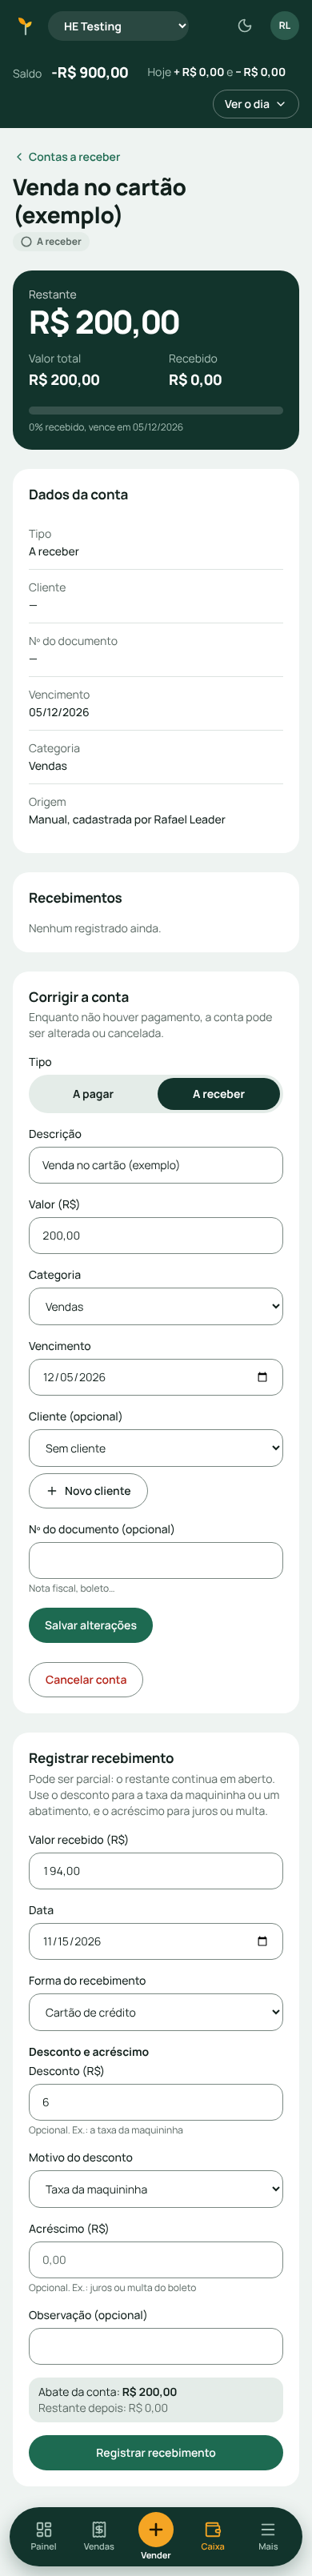 HE Testing
RL
Saldo -R$ 900,00 Hoje + R$ 0,00 e − R$ 0,00
Ver o dia
Contas a receber
Venda no cartão
(exemplo)
A receber
Restante
R$ 200,00
Valor total Recebido
R$ 200,00 R$ 0,00
0% recebido, vence em 05/12/2026
Dados da conta
Tipo
A receber
Cliente
—
Nº do documento
—
Vencimento
05/12/2026
Categoria
Vendas
Origem
Manual, cadastrada por Rafael Leader
Recebimentos
Nenhum registrado ainda.
Corrigir a conta
Enquanto não houver pagamento, a conta pode
ser alterada ou cancelada.
Tipo
A pagar A receber
Descrição
Venda no cartão (exemplo)
Valor (R$)
200,00
Categoria
Vendas
Vencimento
12/05/2026
Cliente (opcional)
Sem cliente
+ Novo cliente
Nº do documento (opcional)
Nota fiscal, boleto…
Salvar alterações
Cancelar conta
Registrar recebimento
Pode ser parcial: o restante continua em aberto.
Use o desconto para a taxa da maquininha ou um
abatimento, e o acréscimo para juros ou multa.
Valor recebido (R$)
194,00
Data
11/15/2026
Forma do recebimento
Cartão de crédito
Desconto e acréscimo
Desconto (R$)
6
Opcional. Ex.: a taxa da maquininha
Motivo do desconto
Taxa da maquininha
Acréscimo (R$)
0,00
Opcional. Ex.: juros ou multa do boleto
Observação (opcional)
Abate da conta: R$ 200,00
Restante depois: R$ 0,00
Registrar recebimento
Painel Vendas Vender Caixa Mais